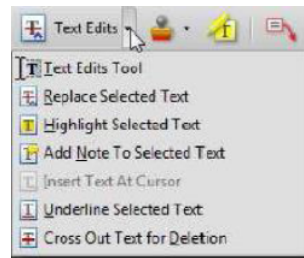 Text Edits
Text Edits Tool
Replace Selected Text
Highlight Selected Text
Add Note To Selected Text
Insert Text At Cursor
Underline Selected Text
Cross Out Text for Deletion